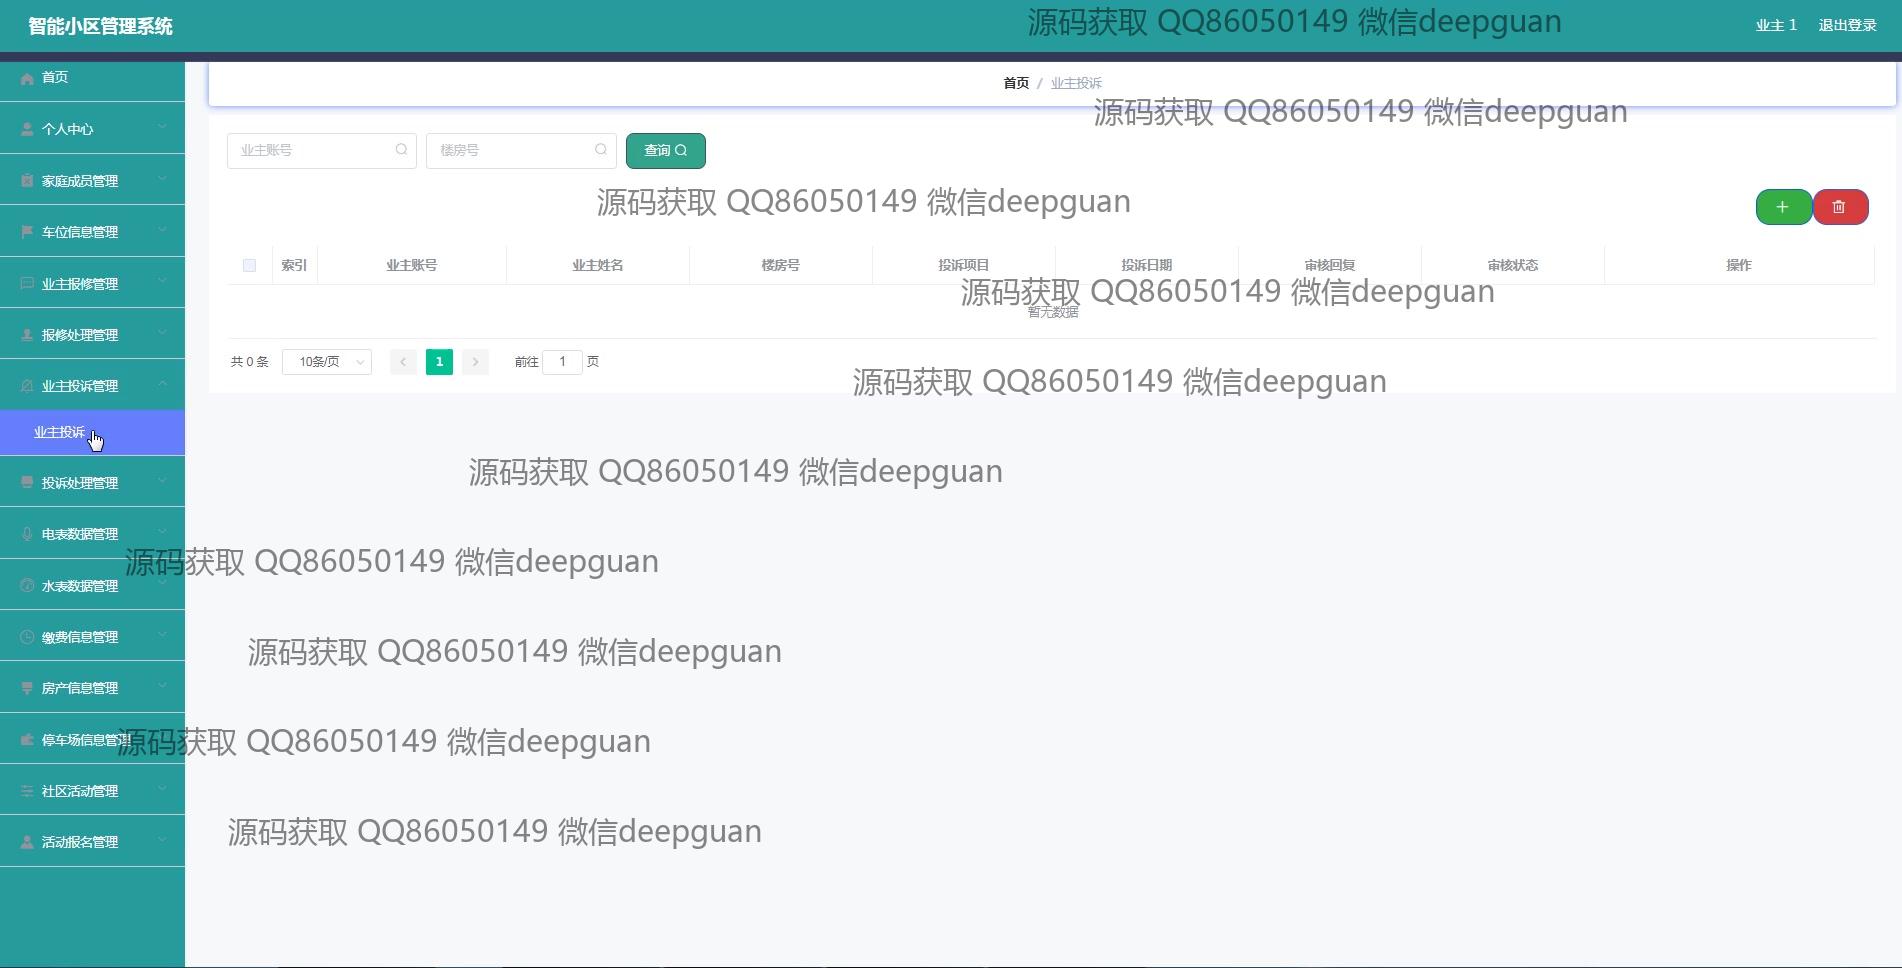 智能小区管理系统
源码获取 QQ86050149 微信deepguan
业主 1 退出登录
首页
首页 / 业主投诉
源码获取 QQ86050149 微信deepguan
个人中心
业主账号 楼房号 查询
家庭成员管理
源码获取 QQ86050149 微信deepguan
车位信息管理
索引 业主账号 业主姓名 楼房号 投诉项目 投诉日期 审核回复 审核状态 操作
业主报修管理
源码获取 QQ86050149 微信deepguan
暂无数据
报修处理管理
共 0 条 10条/页 1 前往 1 页
业主投诉管理
源码获取 QQ86050149 微信deepguan
业主投诉
源码获取 QQ86050149 微信deepguan
投诉处理管理
电表数据管理
源码获取 QQ86050149 微信deepguan
水表数据管理
缴费信息管理
源码获取 QQ86050149 微信deepguan
房产信息管理
停车场信息管理
源码获取 QQ86050149 微信deepguan
社区活动管理
源码获取 QQ86050149 微信deepguan
活动报名管理